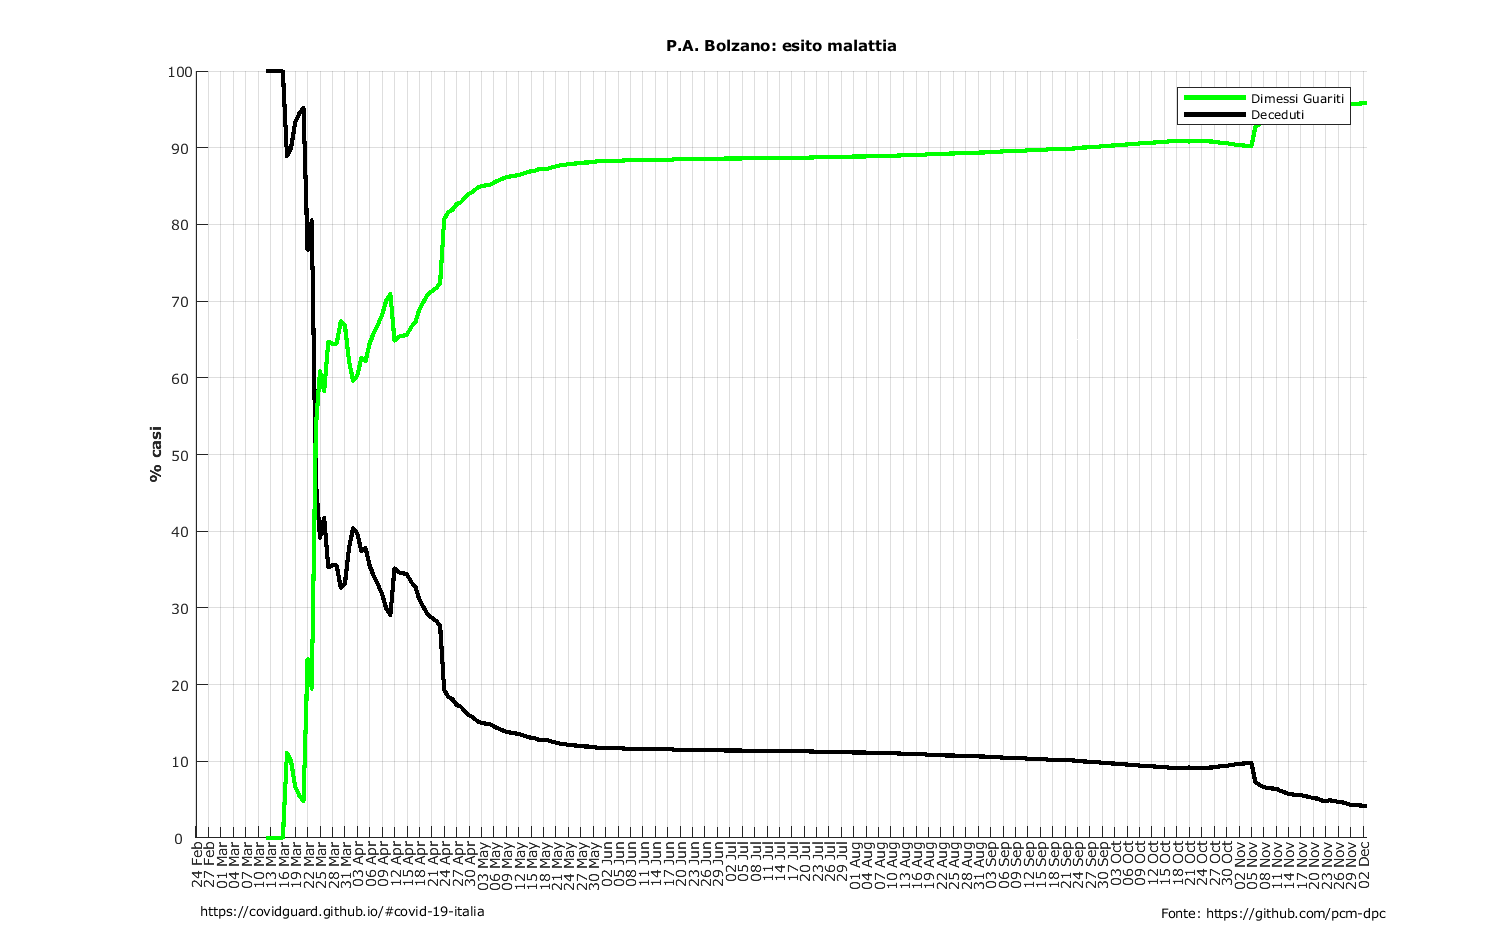 P.A. Bolzano: esito malattia
Dimessi Guariti
Deceduti
% casi
100
90
80
70
60
50
40
30
20
10
0
24 Feb
27 Feb
01 Mar
04 Mar
07 Mar
10 Mar
13 Mar
16 Mar
19 Mar
22 Mar
25 Mar
28 Mar
31 Mar
03 Apr
06 Apr
09 Apr
12 Apr
15 Apr
18 Apr
21 Apr
24 Apr
27 Apr
30 Apr
03 May
06 May
09 May
12 May
15 May
18 May
21 May
24 May
27 May
30 May
02 Jun
05 Jun
08 Jun
11 Jun
14 Jun
17 Jun
20 Jun
23 Jun
26 Jun
29 Jun
02 Jul
05 Jul
08 Jul
11 Jul
14 Jul
17 Jul
20 Jul
23 Jul
26 Jul
29 Jul
01 Aug
04 Aug
07 Aug
10 Aug
13 Aug
16 Aug
19 Aug
22 Aug
25 Aug
28 Aug
31 Aug
03 Sep
06 Sep
09 Sep
12 Sep
15 Sep
18 Sep
21 Sep
24 Sep
27 Sep
30 Sep
03 Oct
06 Oct
09 Oct
12 Oct
15 Oct
18 Oct
21 Oct
24 Oct
27 Oct
30 Oct
02 Nov
05 Nov
08 Nov
11 Nov
14 Nov
17 Nov
20 Nov
23 Nov
26 Nov
29 Nov
02 Dec
https://covidguard.github.io/#covid-19-italia
Fonte: https://github.com/pcm-dpc